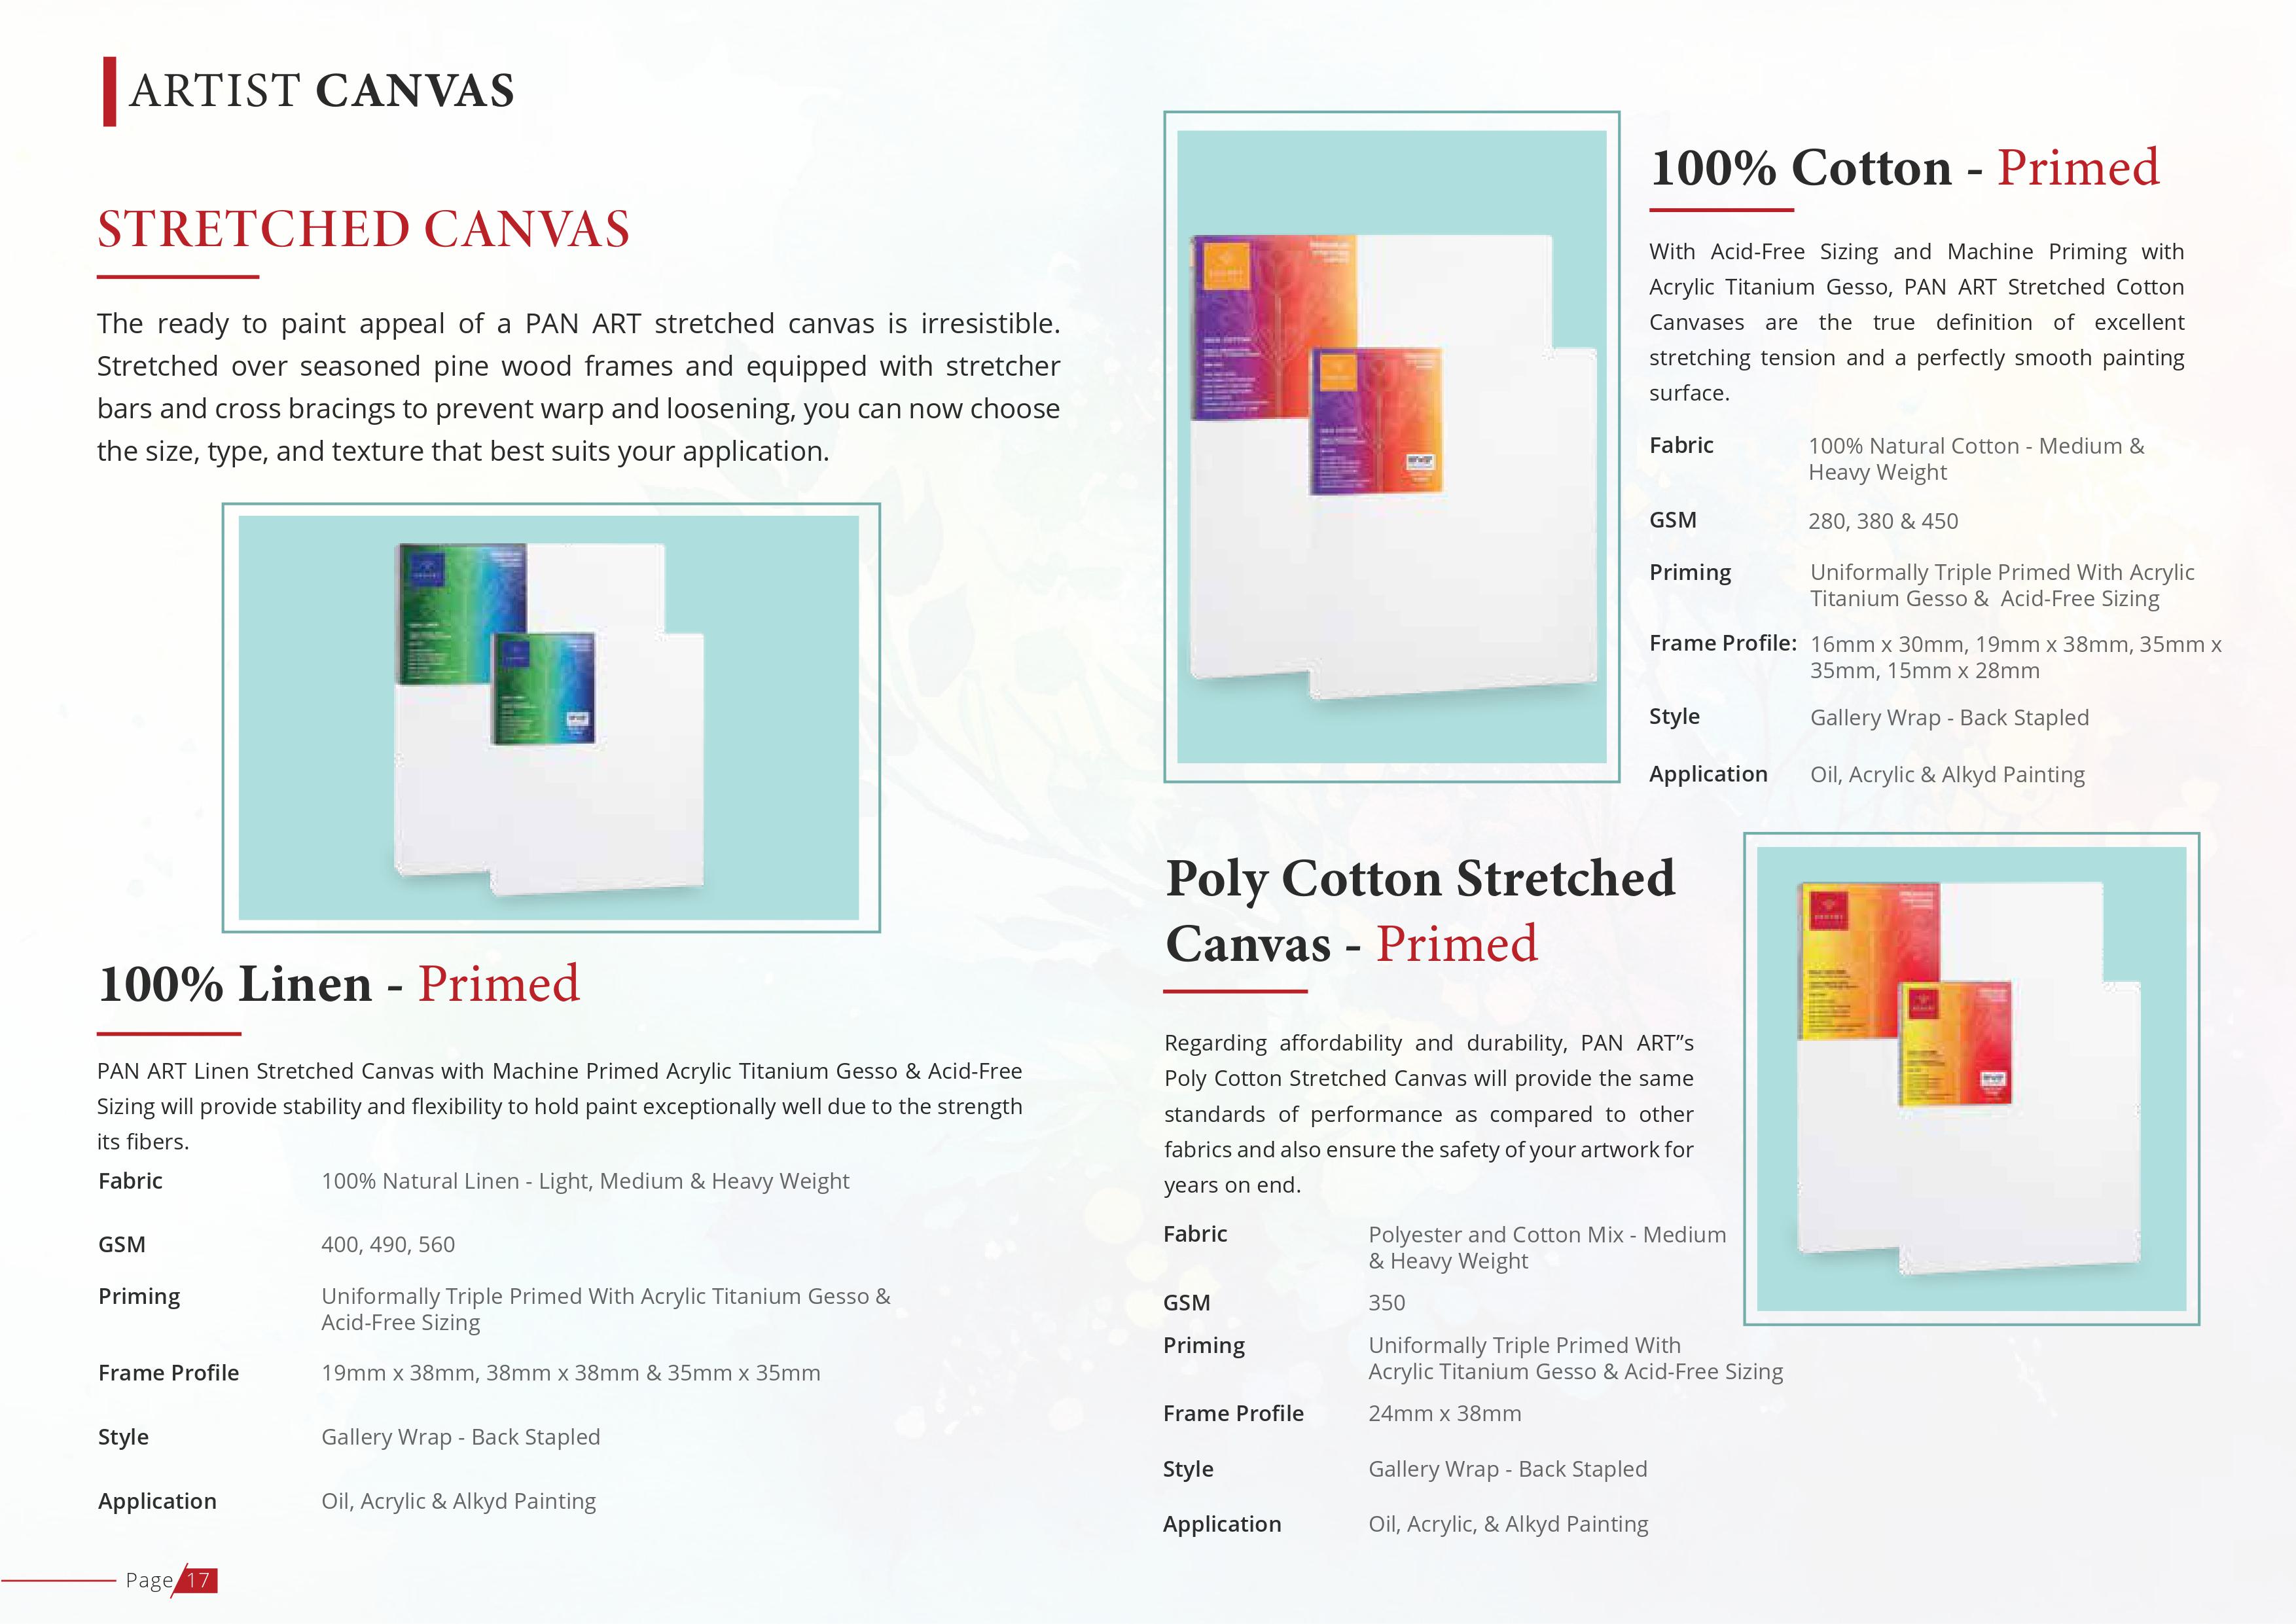 ARTIST CANVAS
STRETCHED CANVAS
The ready to paint appeal of a PAN ART stretched canvas is irresistible.
Stretched over seasoned pine wood frames and equipped with stretcher
bars and cross bracings to prevent warp and loosening, you can now choose
the size, type, and texture that best suits your application.
100% Linen - Primed
PAN ART Linen Stretched Canvas with Machine Primed Acrylic Titanium Gesso & Acid-Free
Sizing will provide stability and flexibility to hold paint exceptionally well due to the strength
its fibers.
Fabric 100% Natural Linen - Light, Medium & Heavy Weight
GSM 400, 490, 560
Priming Uniformally Triple Primed With Acrylic Titanium Gesso &
Acid-Free Sizing
Frame Profile 19mm x 38mm, 38mm x 38mm & 35mm x 35mm
Style Gallery Wrap - Back Stapled
Application Oil, Acrylic & Alkyd Painting
Page 17
100% Cotton - Primed
With Acid-Free Sizing and Machine Priming with
Acrylic Titanium Gesso, PAN ART Stretched Cotton
Canvases are the true definition of excellent
stretching tension and a perfectly smooth painting
surface.
Fabric 100% Natural Cotton - Medium &
Heavy Weight
GSM 280, 380 & 450
Priming Uniformally Triple Primed With Acrylic
Titanium Gesso & Acid-Free Sizing
Frame Profile: 16mm x 30mm, 19mm x 38mm, 35mm x
35mm, 15mm x 28mm
Style Gallery Wrap - Back Stapled
Application Oil, Acrylic & Alkyd Painting
Poly Cotton Stretched
Canvas - Primed
Regarding affordability and durability, PAN ART”s
Poly Cotton Stretched Canvas will provide the same
standards of performance as compared to other
fabrics and also ensure the safety of your artwork for
years on end.
Fabric Polyester and Cotton Mix - Medium
& Heavy Weight
GSM 350
Priming Uniformally Triple Primed With
Acrylic Titanium Gesso & Acid-Free Sizing
Frame Profile 24mm x 38mm
Style Gallery Wrap - Back Stapled
Application Oil, Acrylic, & Alkyd Painting